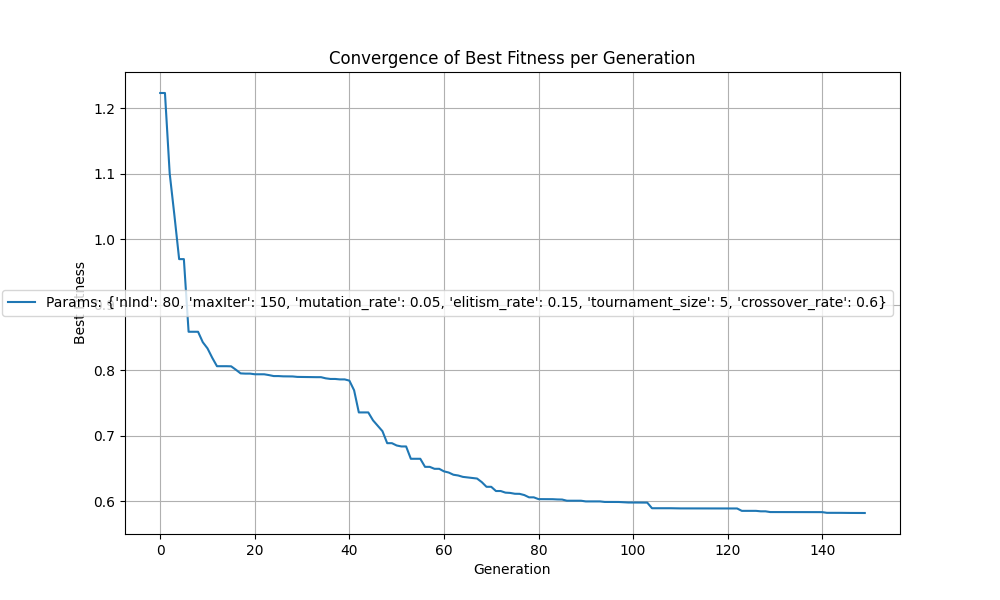 Convergence of Best Fitness per Generation
1.2
1.1
1.0
0.8
0.7
0.6
Best
ness
Params: {'nInd': 80, 'maxIter': 150, 'mutation_rate': 0.05, 'elitism_rate': 0.15, 'tournament_size': 5, 'crossover_rate': 0.6}
0 20 40 60 80 100 120 140
Generation